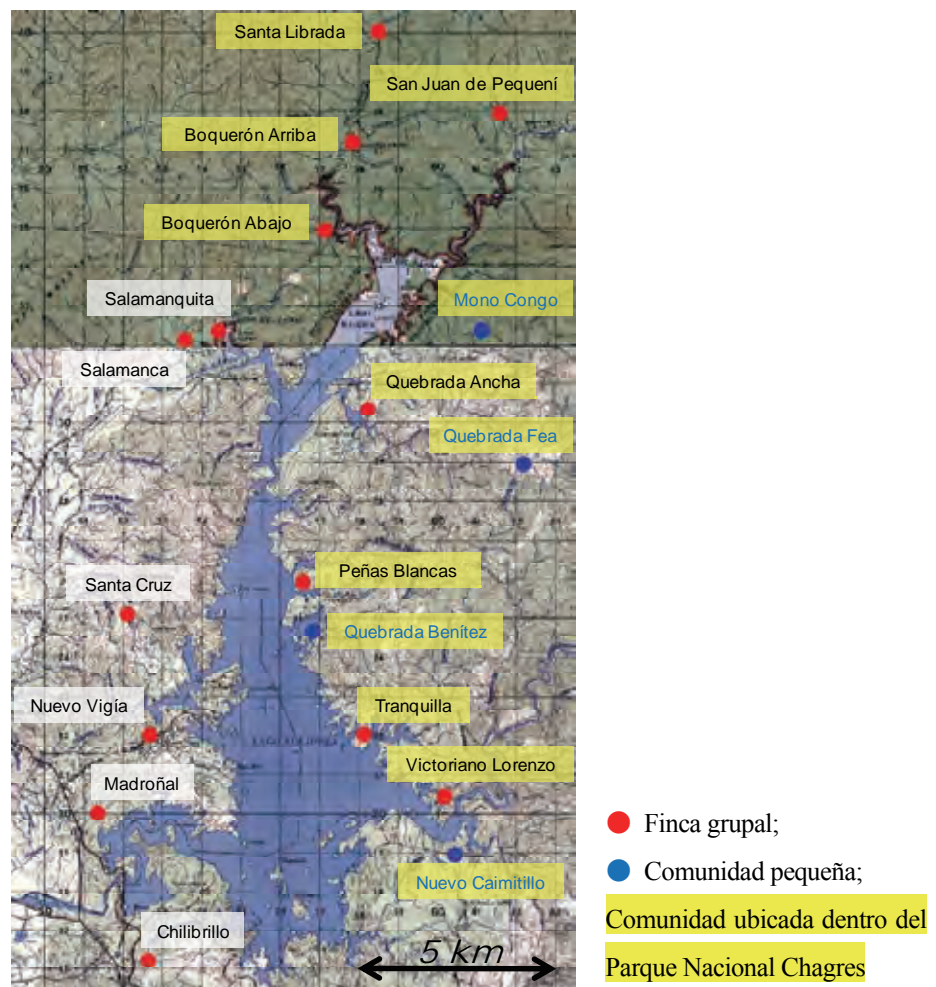 Santa Librada
San Juan de Pequení
Boquerón Arriba
Boquerón Abajo
Salamanquita
Mono Congo
Salamanca
Quebrada Ancha
Quebrada Fea
Peñas Blancas
Santa Cruz
Quebrada Benítez
Nuevo Vigía
Tranquilla
Victoriano Lorenzo
Madroñal
Nuevo Caimitillo
Chilibrillo
5 km
Finca grupal;
Comunidad pequeña;
Comunidad ubicada dentro del
Parque Nacional Chagres